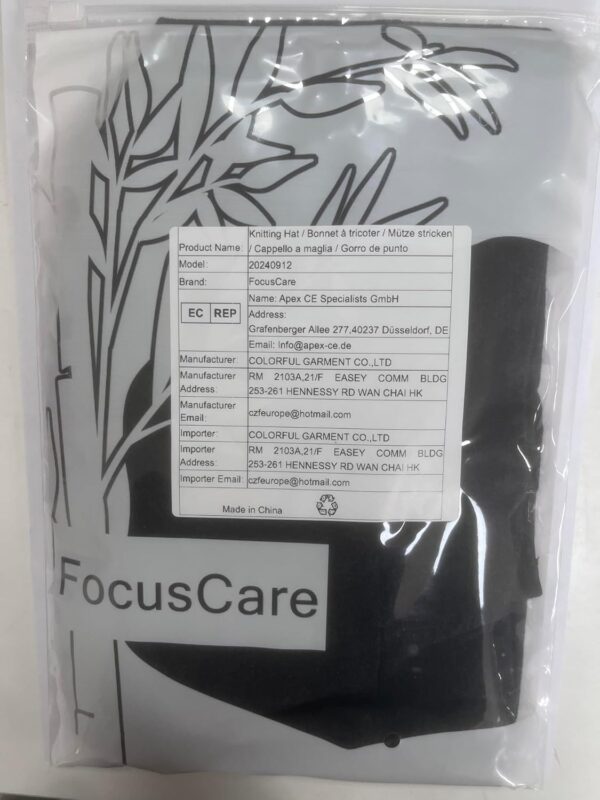 Product Name: Knitting Hat / Bonnet à tricoter / Mütze stricken
/ Cappello a maglia / Gorro de punto
Model: 20240912
Brand: FocusCare
EC REP
Name: Apex CE Specialists GmbH
Address:
Grafenberger Allee 277,40237 Düsseldorf, DE
Email: Info@apex-ce.de
Manufacturer: COLORFUL GARMENT CO.,LTD
Manufacturer RM 2103A,21/F EASEY COMM BLDG
Address: 253-261 HENNESSY RD WAN CHAI HK
Manufacturer
Email: czfeurope@hotmail.com
Importer: COLORFUL GARMENT CO.,LTD
Importer RM 2103A,21/F EASEY COMM BLDG
Address: 253-261 HENNESSY RD WAN CHAI HK
Importer Email: czfeurope@hotmail.com
Made in China
FocusCare